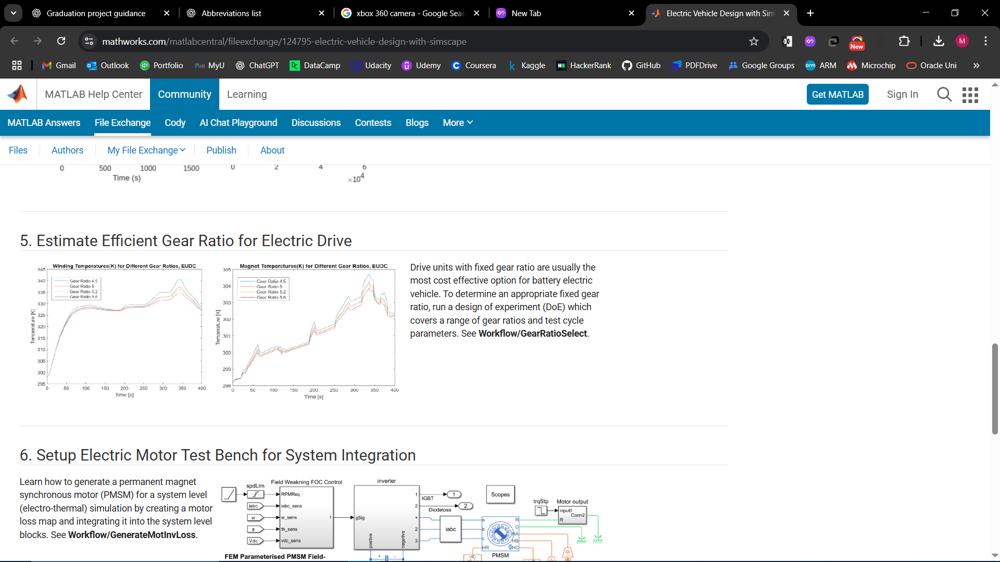 Graduation project guidance
Abbreviations list
xbox 360 camera - Google Sear
New Tab
Electric Vehicle Design with Sim
mathworks.com/matlabcentral/fileexchange/124795-electric-vehicle-design-with-simscape
New
M
Gmail
Outlook
Portfolio
MyU
ChatGPT
DataCamp
Udacity
Udemy
Coursera
Kaggle
HackerRank
GitHub
PDFDrive
Google Groups
ARM
Microchip
Oracle Uni
MATLAB Help Center
Community
Learning
Get MATLAB
Sign In
MATLAB Answers
File Exchange
Cody
AI Chat Playground
Discussions
Contests
Blogs
More
Files
Authors
My File Exchange
Publish
About
0 500 1000 1500
Time (s)
0 2 4 6
×10⁴
5. Estimate Efficient Gear Ratio for Electric Drive
Winding Temperatures(K) for Different Gear Ratios, EUDC
Gear Ratio 4.5
Gear Ratio 5
Gear Ratio 5.2
Gear Ratio 5.6
Temperature [K]
345
340
335
330
325
320
315
310
305
300
295
0 50 100 150 200 250 300 350 400
Time [s]
Magnet Temperatures(K) for Different Gear Ratios, EUDC
Gear Ratio 4.5
Gear Ratio 5
Gear Ratio 5.2
Gear Ratio 5.6
Temperature [K]
305
304
303
302
301
300
299
298
0 50 100 150 200 250 300 350 400
Time [s]
Drive units with fixed gear ratio are usually the
most cost effective option for battery electric
vehicle. To determine an appropriate fixed gear
ratio, run a design of experiment (DoE) which
covers a range of gear ratios and test cycle
parameters. See Workflow/GearRatioSelect.
6. Setup Electric Motor Test Bench for System Integration
Learn how to generate a permanent magnet
synchronous motor (PMSM) for a system level
(electro-thermal) simulation by creating a motor
loss map and integrating it into the system level
blocks. See Workflow/GenerateMotInvLoss.
spdLim
Field Weakning FOC Control
RPMReq
iabc
iabc_sens
w
w_sens
1
a
th_sens
Vdc
vdc_sens
FEM Parameterised PMSM Field-
inverter
gSig
1
2
+
2
3
postive
negetive
+ -
IGBT
1
2
Diodeloss
iabc
Scopes
a
b
c
R
C
HA
HB
HC
HR
PMSM
trqStp
Motor output
input0
Conn2
R